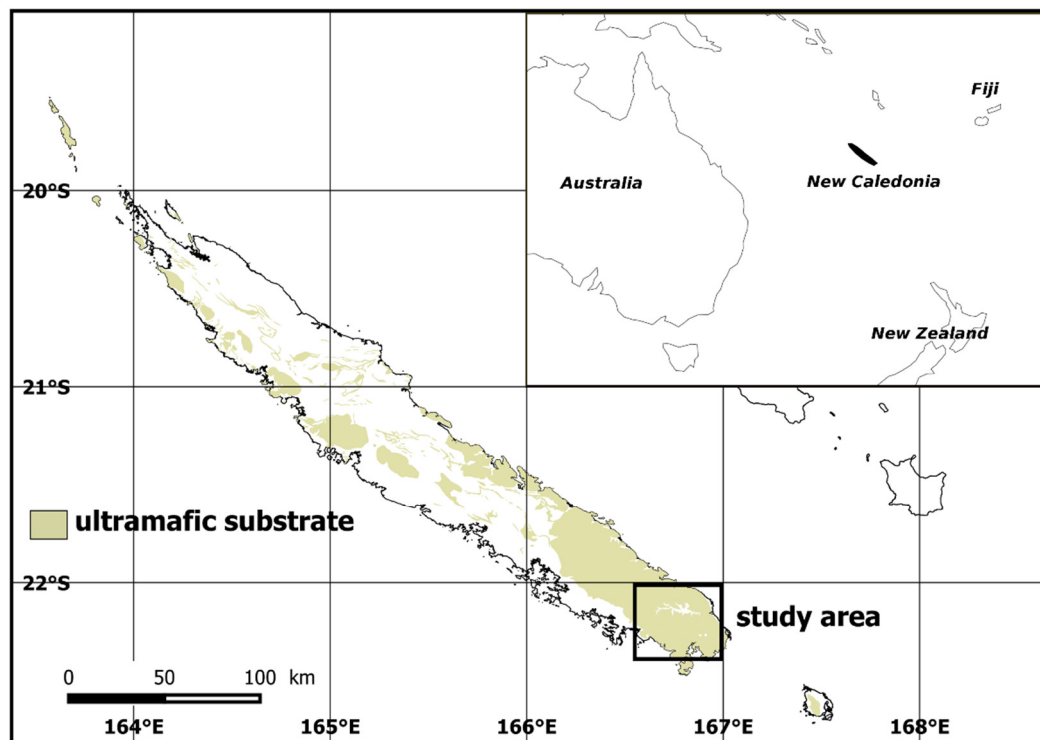 Fiji
Australia
New Caledonia
New Zealand
20°S
21°S
ultramafic substrate
22°S
study area
0 50 100 km
164°E 165°E 166°E 167°E 168°E